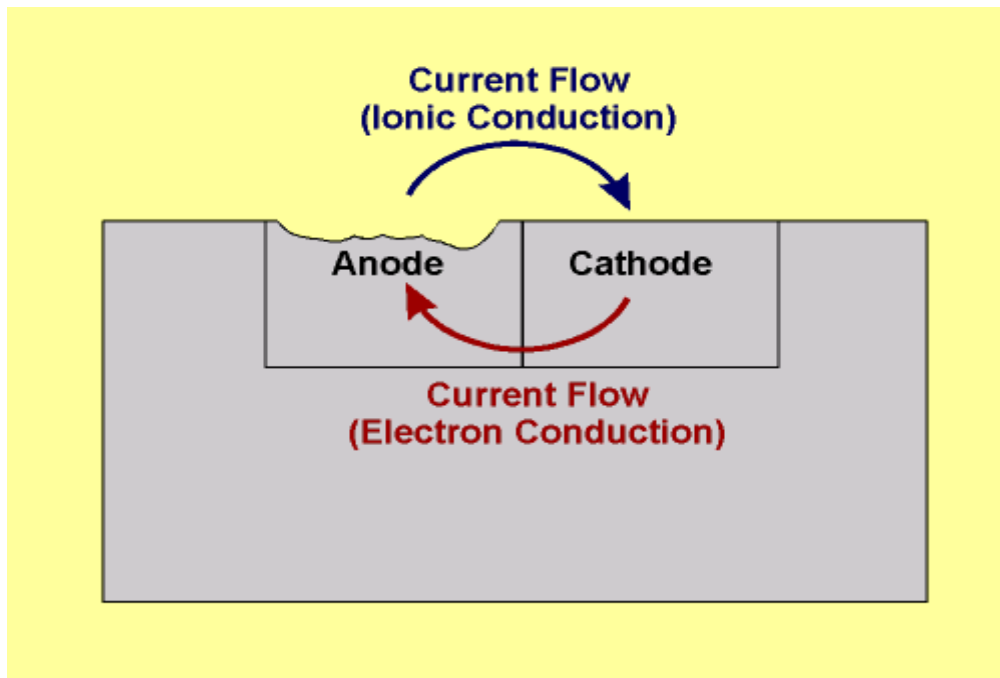 Current Flow
(Ionic Conduction)
Anode
Cathode
Current Flow
(Electron Conduction)